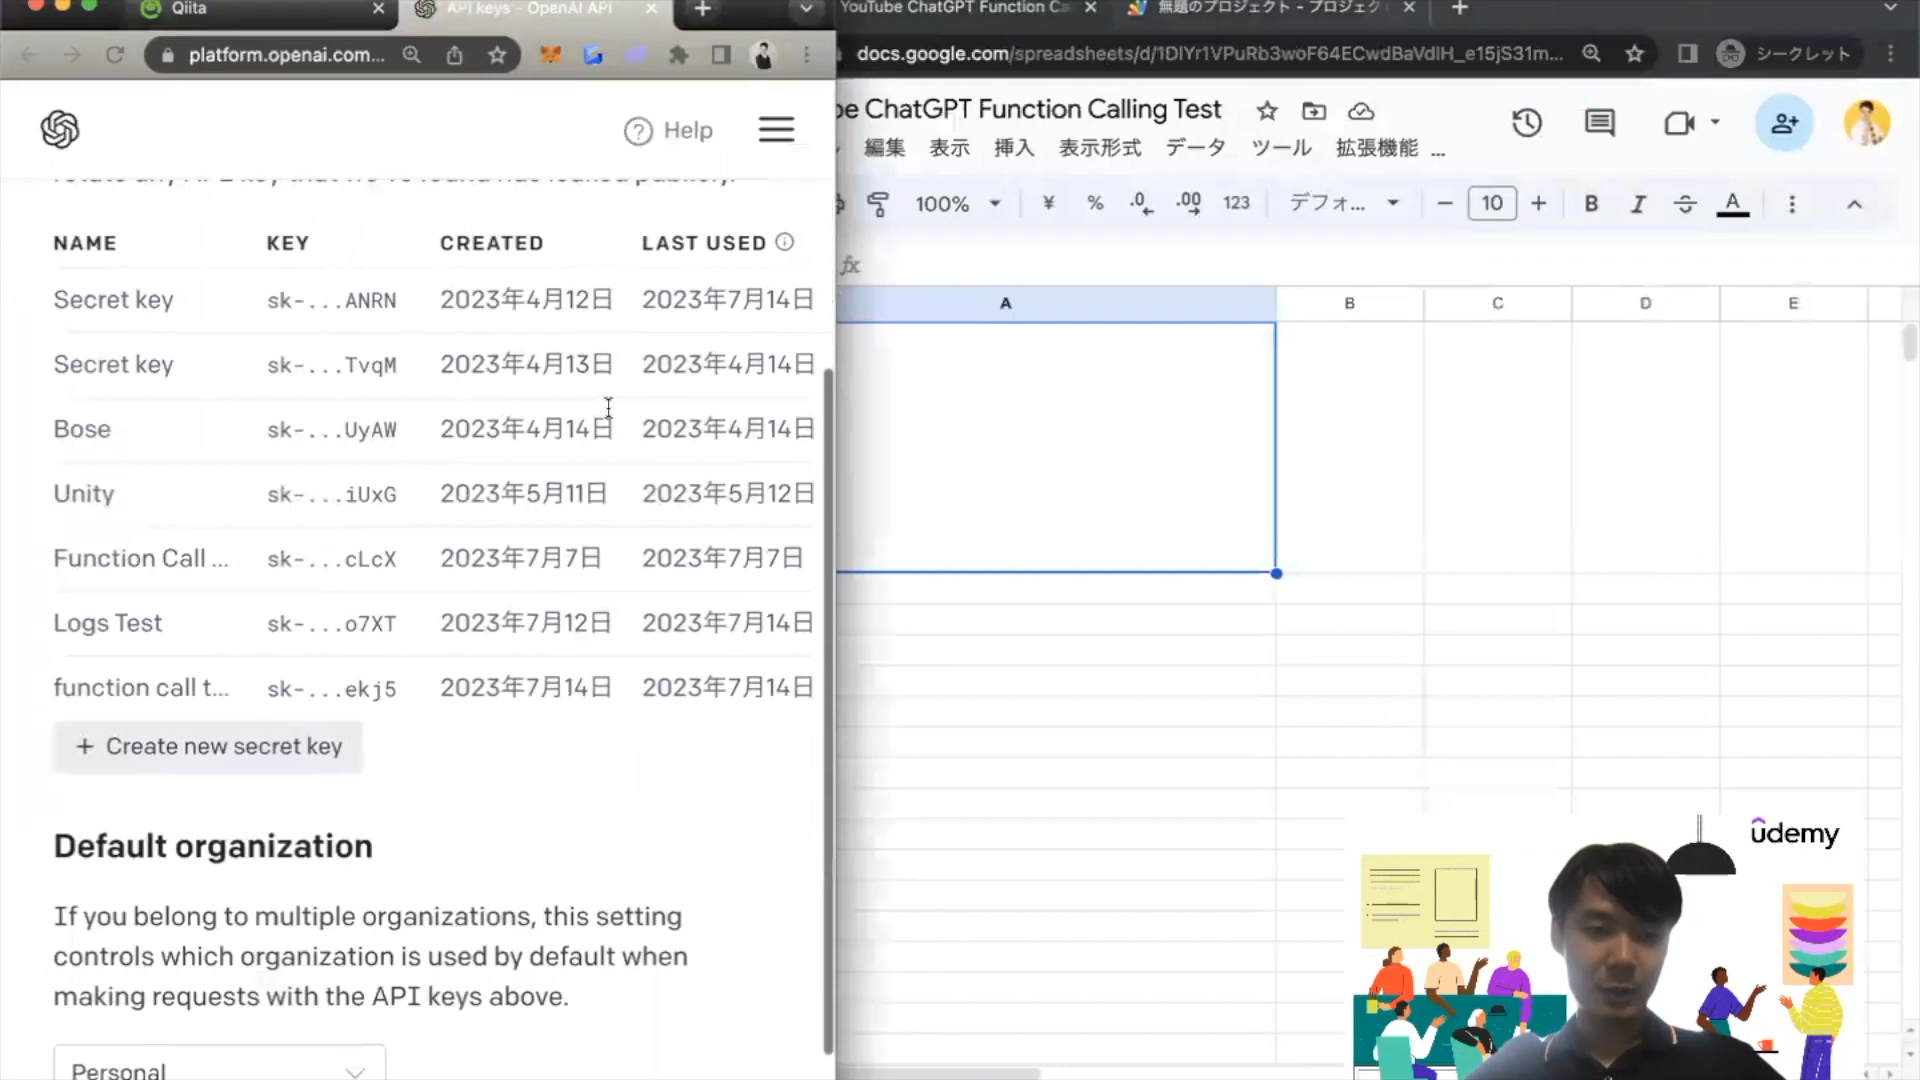 Qiita
API keys - OpenAI API
YouTube ChatGPT Function Ca
無題のプロジェクト - プロジェク
platform.openai.com...
docs.google.com/spreadsheets/d/1DIYr1VPuRb3woF64ECwdBaVdIH_e15jS31m...
シークレット
Help
be ChatGPT Function Calling Test
編集 表示 挿入 表示形式 データ ツール 拡張機能 ...
100% ¥ % .0 .00 123 デフォ... − 10 + B I S A
fx
A B C D E
rotate any API key that we've found has leaked publicly.
NAME KEY CREATED LAST USED
Secret key sk-...ANRN 2023年4月12日 2023年7月14日
Secret key sk-...TvqM 2023年4月13日 2023年4月14日
Bose sk-...UyAW 2023年4月14日 2023年4月14日
Unity sk-...iUxG 2023年5月11日 2023年5月12日
Function Call ... sk-...cLcX 2023年7月7日 2023年7月7日
Logs Test sk-...o7XT 2023年7月12日 2023年7月14日
function call t... sk-...ekj5 2023年7月14日 2023年7月14日
+ Create new secret key
Default organization
If you belong to multiple organizations, this setting
controls which organization is used by default when
making requests with the API keys above.
Personal
ûdemy